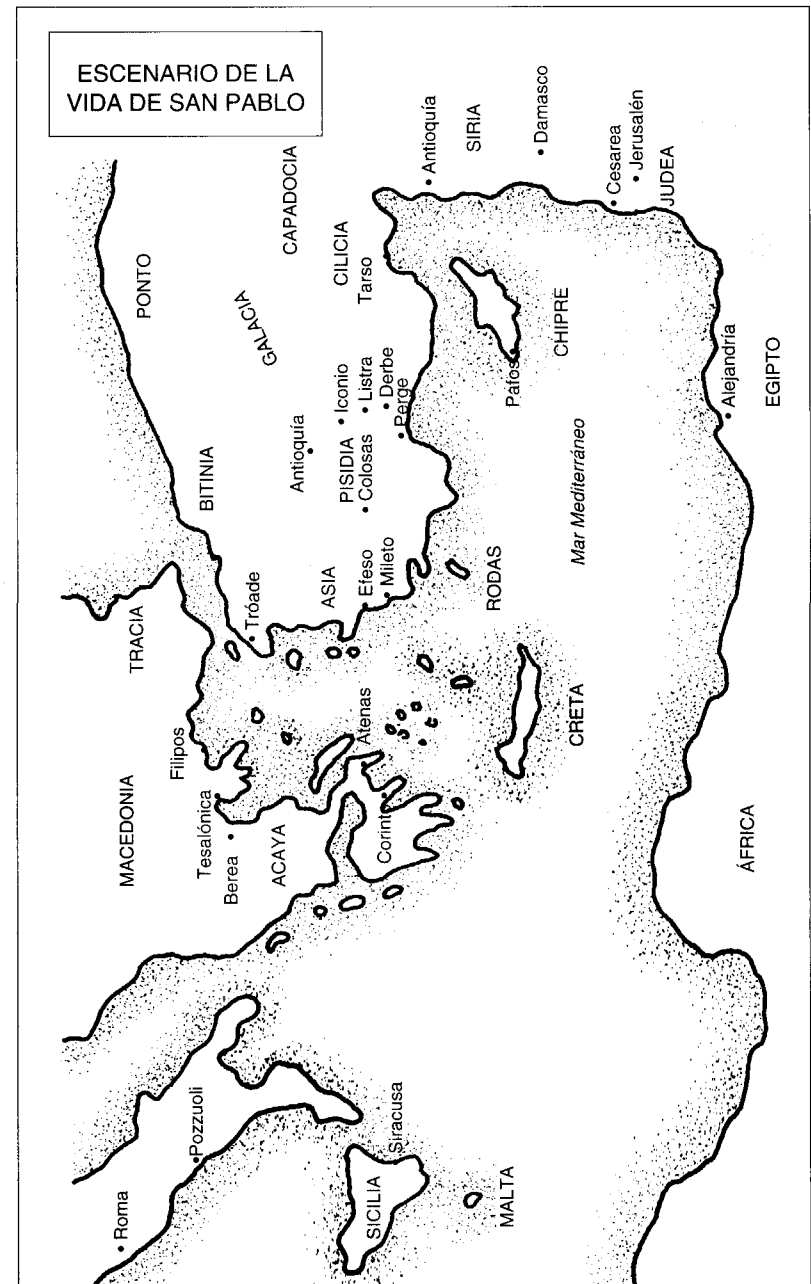 ESCENARIO DE LA
VIDA DE SAN PABLO
Roma
Pozzuoli
SICILIA
Siracusa
MALTA
MACEDONIA
TRACIA
Filipos
Tesalónica
Berea
ACAYA
Corinto
Atenas
CRETA
RODAS
Tróade
ASIA
Efeso
Mileto
BITINIA
PONTO
GALACIA
CAPADOCIA
Antioquía
PISIDIA
Colosas
Iconio
Listra
Derbe
Perge
CILICIA
Tarso
Antioquía
SIRIA
Damasco
Cesarea
Jerusalén
JUDEA
Pafos
CHIPRE
Mar Mediterráneo
Alejandría
EGIPTO
ÁFRICA